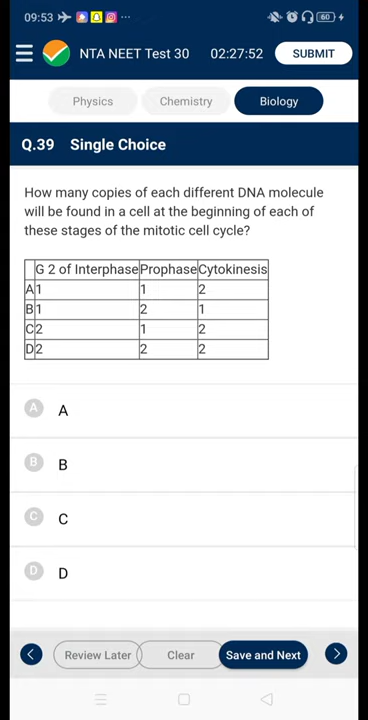 09:53 ... 60
NTA NEET Test 30 02:27:52 SUBMIT
Physics Chemistry Biology
Q.39 Single Choice
How many copies of each different DNA molecule
will be found in a cell at the beginning of each of
these stages of the mitotic cell cycle?
G 2 of Interphase Prophase Cytokinesis
A 1 1 2
B 1 2 1
C 2 1 2
D 2 2 2
A A
B B
C C
D D
Review Later Clear Save and Next